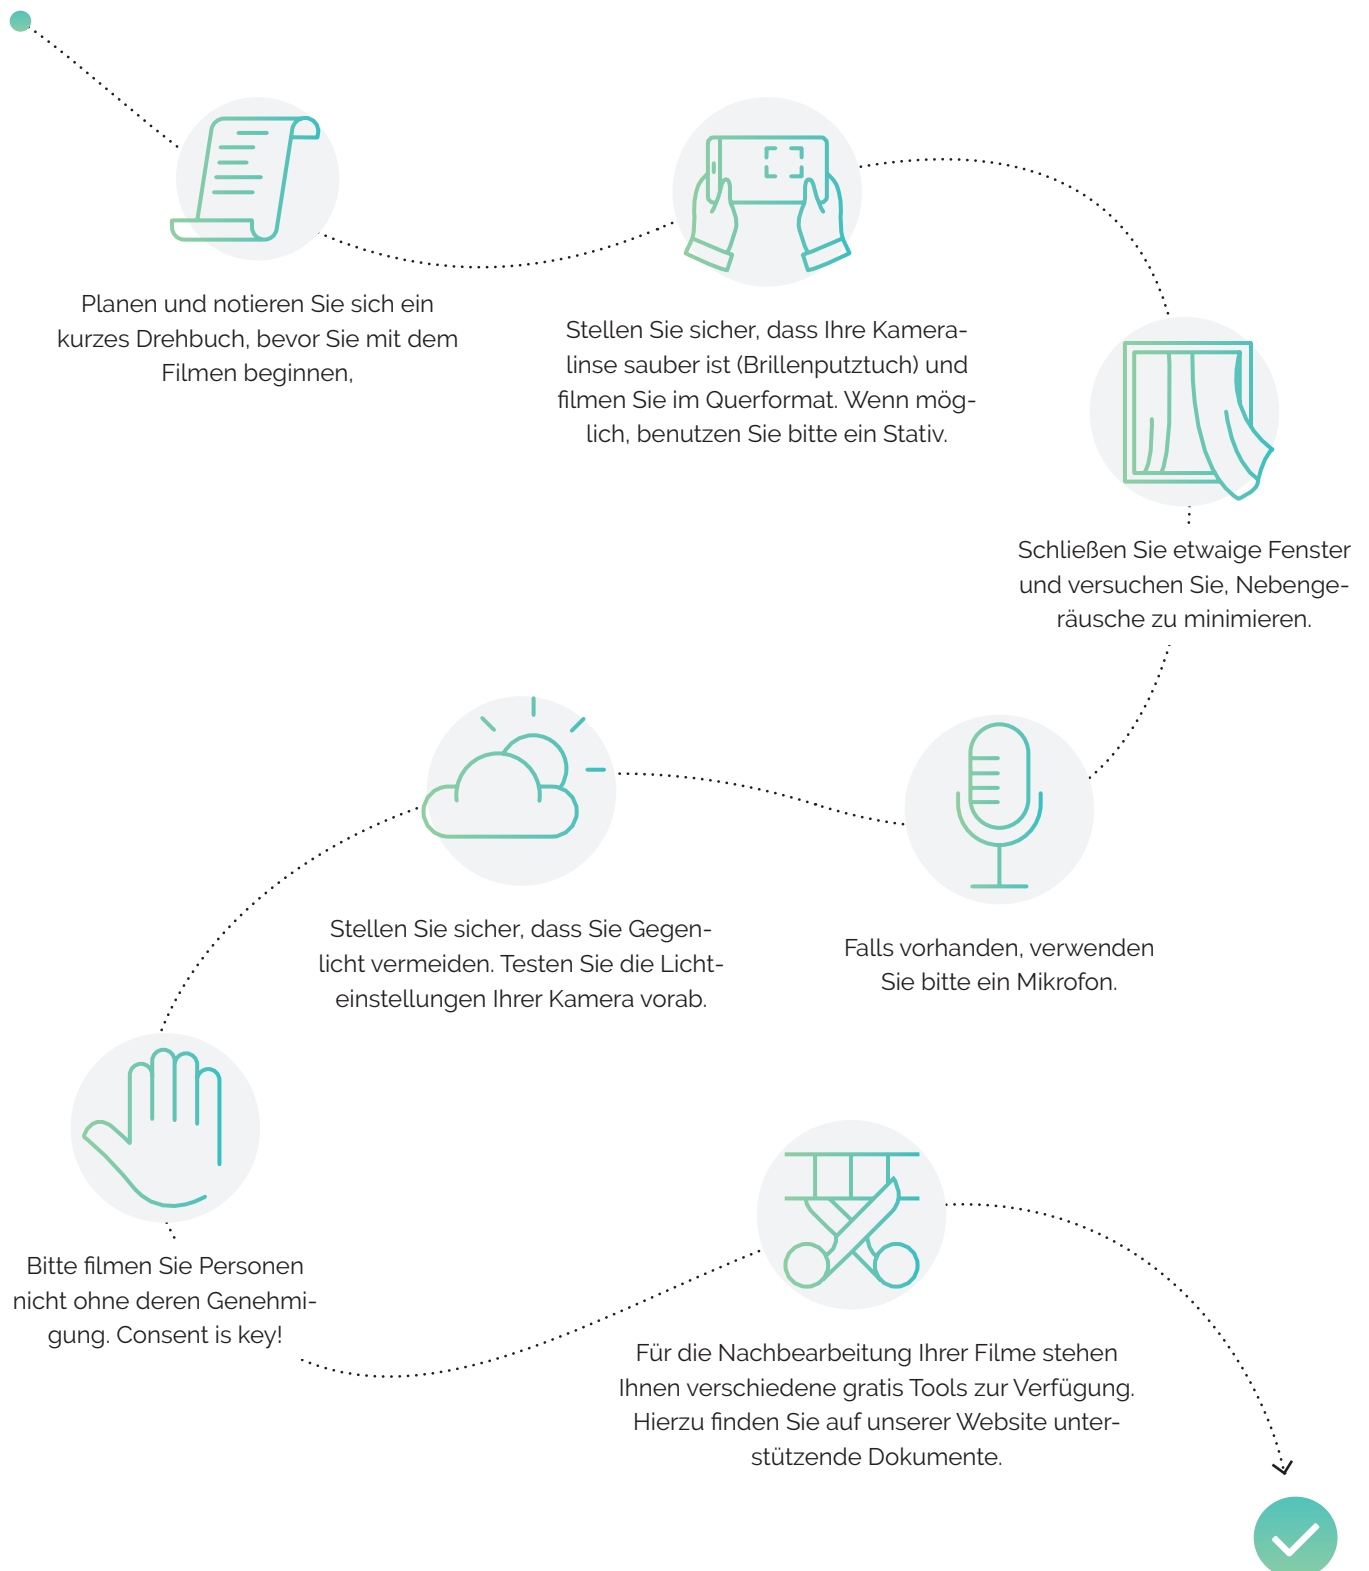 Planen und notieren Sie sich ein
kurzes Drehbuch, bevor Sie mit dem
Filmen beginnen,
Stellen Sie sicher, dass Ihre Kamera-
linse sauber ist (Brillenputztuch) und
filmen Sie im Querformat. Wenn mög-
lich, benutzen Sie bitte ein Stativ.
Schließen Sie etwaige Fenster
und versuchen Sie, Nebenge-
räusche zu minimieren.
Falls vorhanden, verwenden
Sie bitte ein Mikrofon.
Stellen Sie sicher, dass Sie Gegen-
licht vermeiden. Testen Sie die Licht-
einstellungen Ihrer Kamera vorab.
Bitte filmen Sie Personen
nicht ohne deren Genehmi-
gung. Consent is key!
Für die Nachbearbeitung Ihrer Filme stehen
Ihnen verschiedene gratis Tools zur Verfügung.
Hierzu finden Sie auf unserer Website unter-
stützende Dokumente.